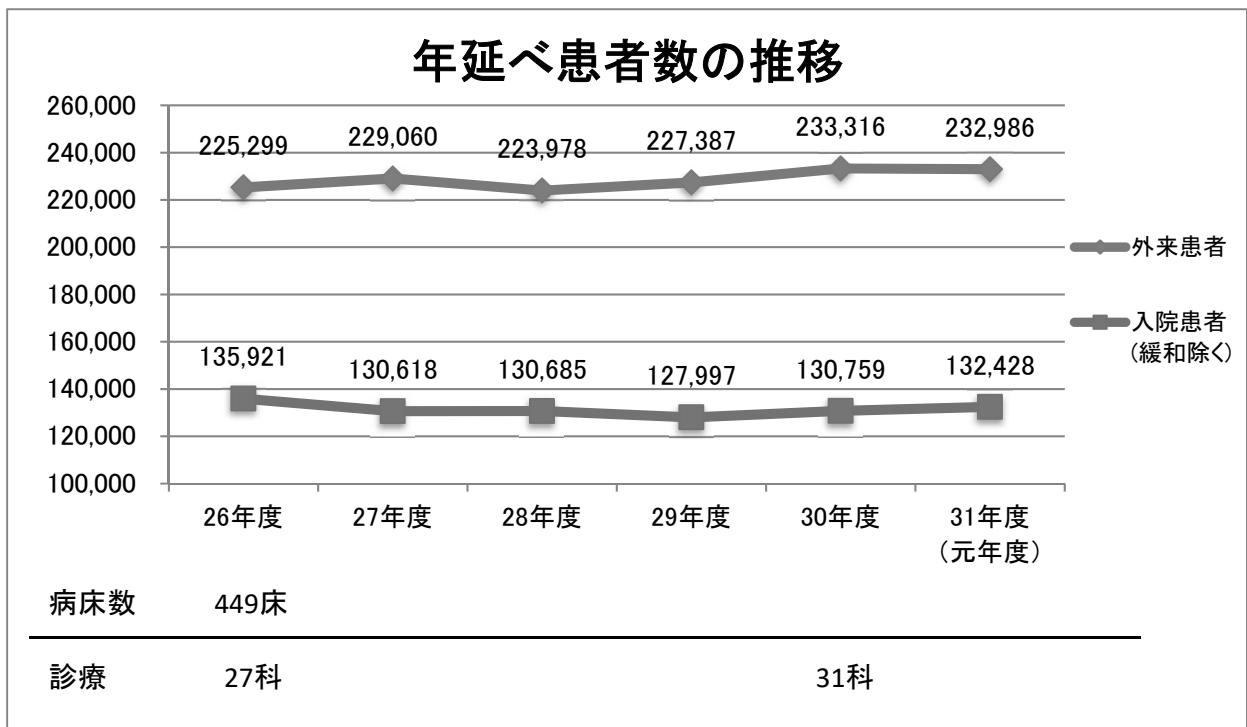 年延べ患者数の推移
260,000
240,000
220,000
200,000
180,000
160,000
140,000
120,000
100,000
225,299
229,060
223,978
227,387
233,316
232,986
135,921
130,618
130,685
127,997
130,759
132,428
外来患者
入院患者
(緩和除く)
26年度
27年度
28年度
29年度
30年度
31年度
（元年度）
病床数 449床
診療 27科 31科